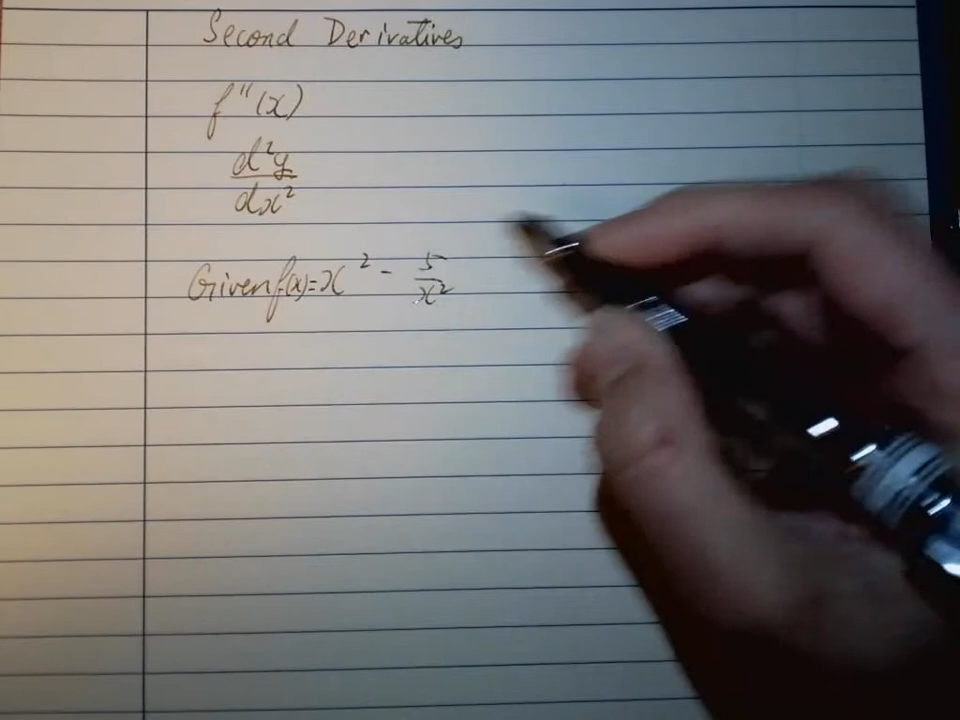 Second Derivatives
f''(x)
d²y
dx²
Given f(x)=x² - 5/x²